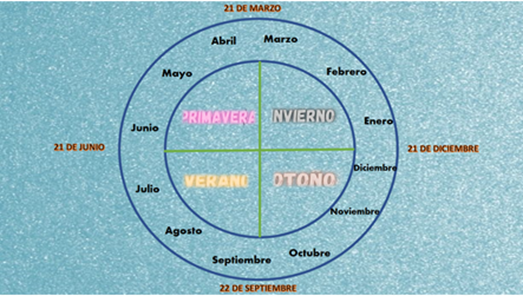 21 DE MARZO
Abril
Marzo
Mayo
Febrero
PRIMAVERA
INVIERNO
Junio
Enero
21 DE JUNIO
21 DE DICIEMBRE
Diciembre
VERANO
OTOÑO
Julio
Noviembre
Agosto
Octubre
Septiembre
22 DE SEPTIEMBRE